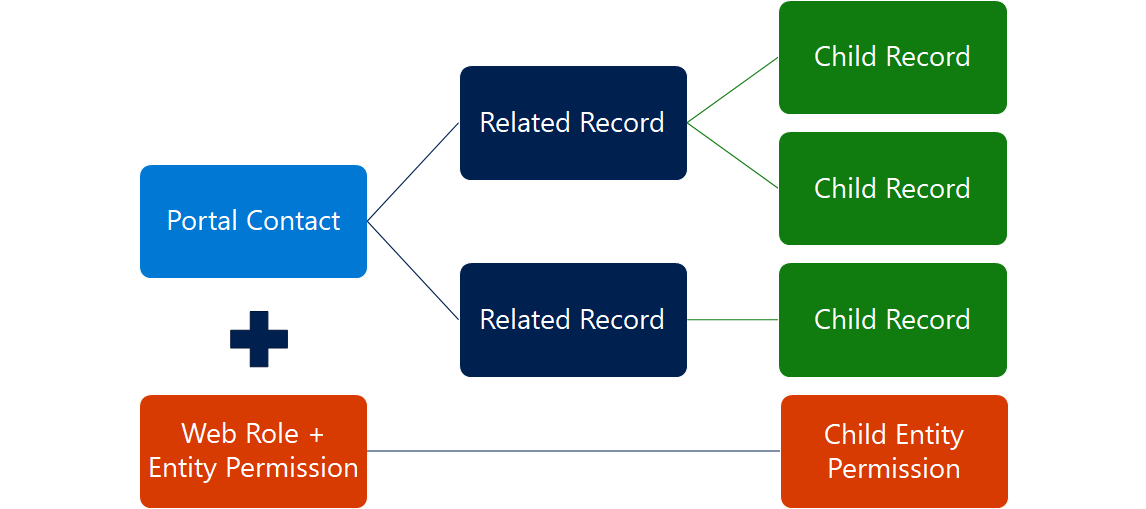 Child Record
Related Record
Child Record
Portal Contact
Related Record
Child Record
Web Role +
Entity Permission
Child Entity
Permission